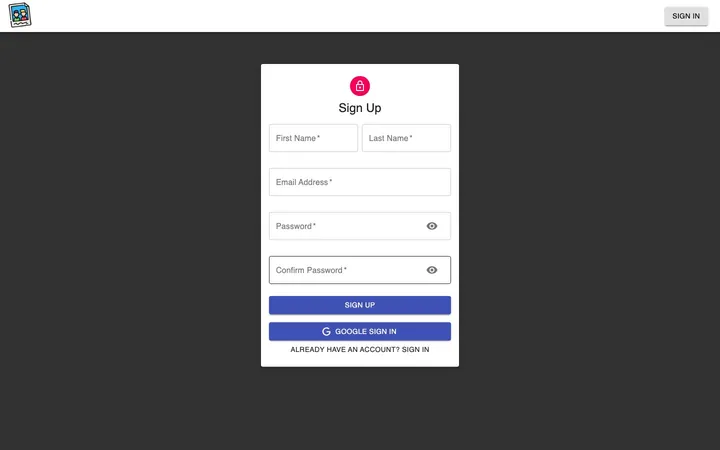 SIGN IN
Sign Up
First Name * Last Name *
Email Address *
Password *
Confirm Password *
SIGN UP
GOOGLE SIGN IN
ALREADY HAVE AN ACCOUNT? SIGN IN